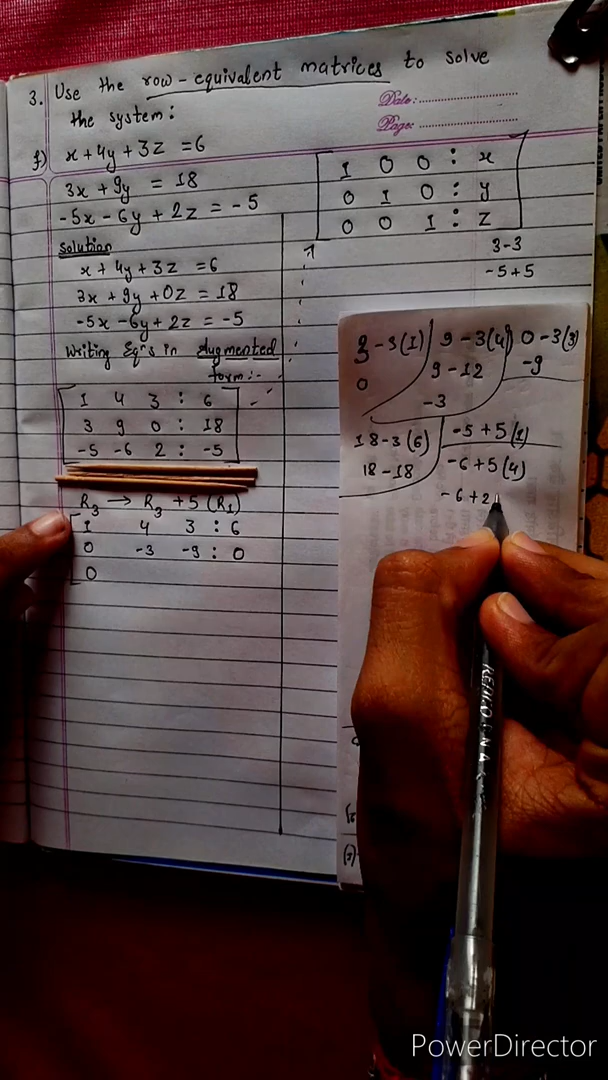 3. Use the row-equivalent matrices to solve
the system:
Date:
Page:
f) x + 4y + 3z = 6
3x + 9y = 18
-5x - 6y + 2z = -5
Solution
x + 4y + 3z = 6
3x + 9y + 0z = 18
-5x - 6y + 2z = -5
Writing Eqns in Augmented
form:-
1 4 3 : 6
3 9 0 : 18
-5 -6 2 : -5
R3 → R3 + 5 (R1)
1 4 3 : 6
0 -3 -9 : 0
0
1 0 0 : x
0 1 0 : y
0 0 1 : z
3-3
-5+5
3-3(1)
0
9-3(4)
9-12
-3
0-3(3)
-9
18-3(6)
18-18
-5+5(1)
-6+5(4)
-6+2
PowerDirector